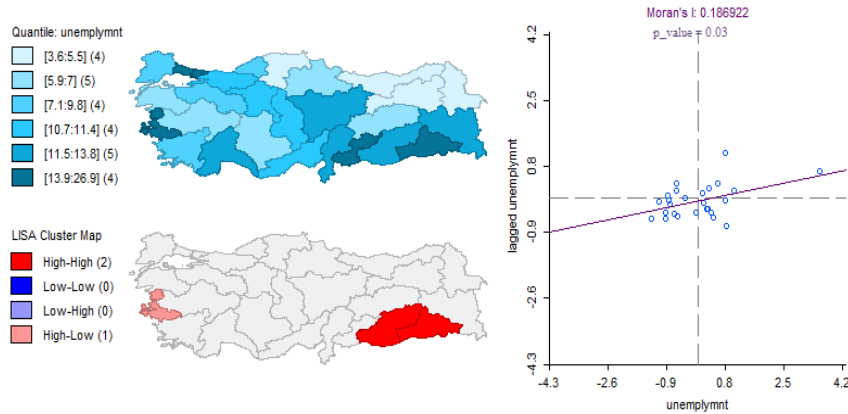 Quantile: unemplymnt
[3.6:5.5] (4)
[5.9:7] (5)
[7.1:9.8] (4)
[10.7:11.4] (4)
[11.5:13.8] (5)
[13.9:26.9] (4)
LISA Cluster Map
High-High (2)
Low-Low (0)
Low-High (0)
High-Low (1)
Moran's I: 0.186922
p_value = 0.03
4.2
2.5
0.8
-0.9
-2.6
-4.3
lagged unemplymnt
-4.3 -2.6 -0.9 0.8 2.5 4.2
unemplymnt